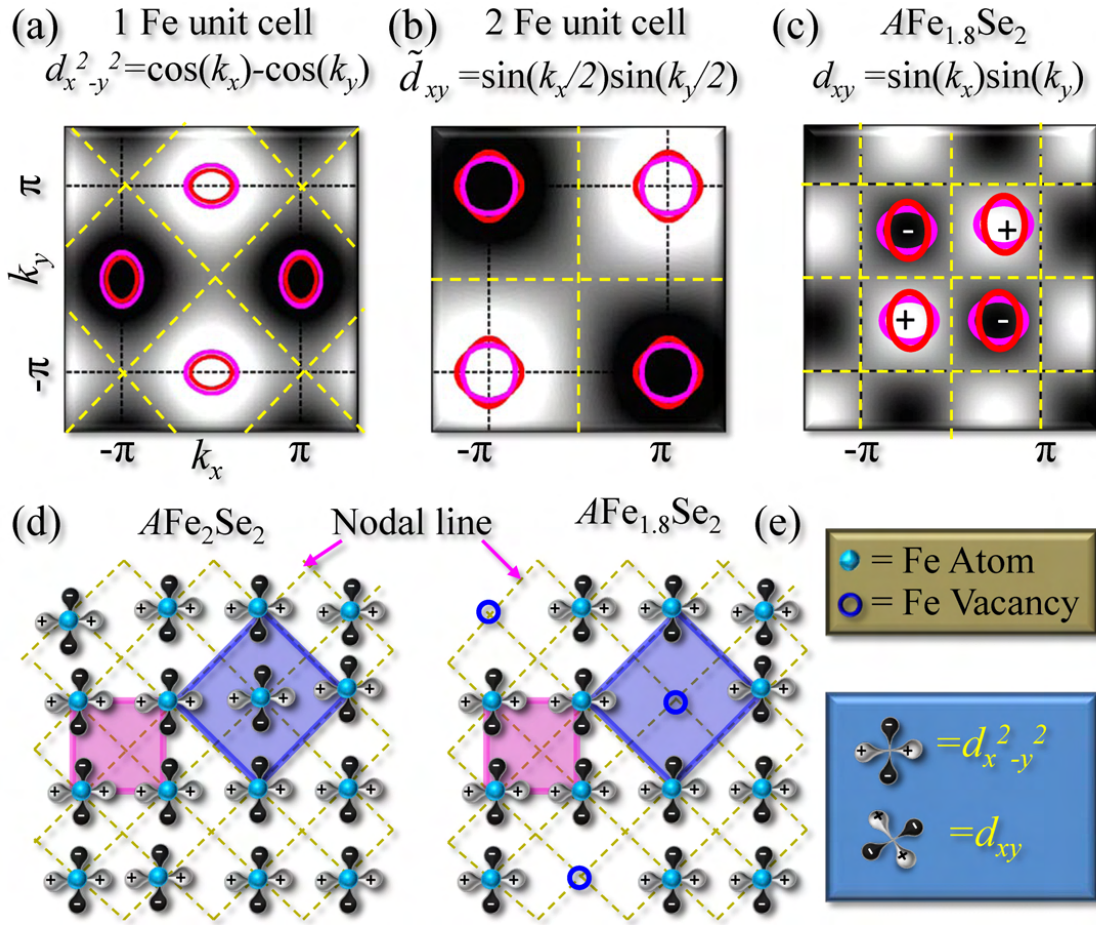 (a) 1 Fe unit cell
d_{x^2-y^2}=cos(k_x)-cos(k_y)
(b) 2 Fe unit cell
d̃_{xy} =sin(k_x/2)sin(k_y/2)
(c) AFe_{1.8}Se_2
d_{xy} =sin(k_x)sin(k_y)
π
k_y
-π
-π k_x π
-π π
- +
+ -
-π π
(d) AFe_2Se_2
Nodal line
AFe_{1.8}Se_2
(e)
= Fe Atom
= Fe Vacancy
=d_{x^2-y^2}
=d_{xy}